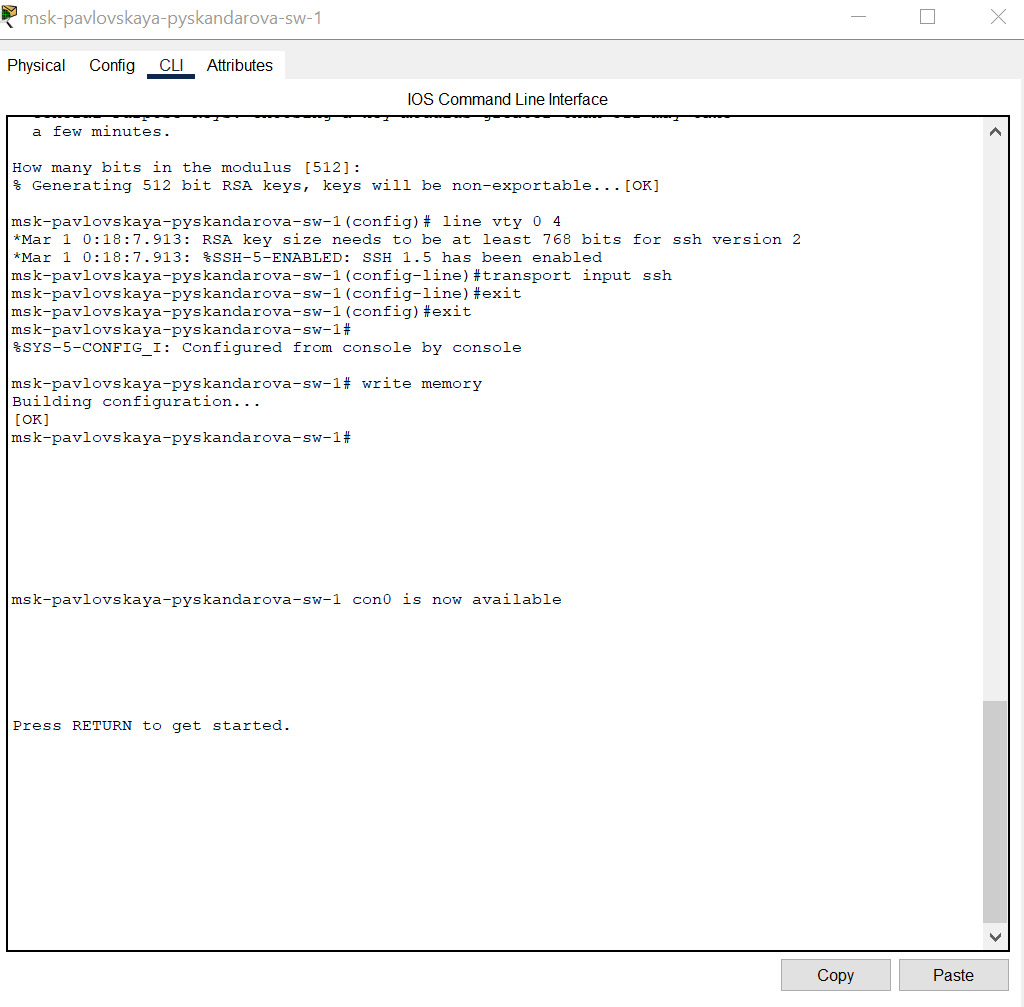 msk-pavlovskaya-pyskandarova-sw-1
Physical Config CLI Attributes
IOS Command Line Interface
a few minutes.
How many bits in the modulus [512]:
% Generating 512 bit RSA keys, keys will be non-exportable...[OK]
msk-pavlovskaya-pyskandarova-sw-1(config)# line vty 0 4
*Mar 1 0:18:7.913: RSA key size needs to be at least 768 bits for ssh version 2
*Mar 1 0:18:7.913: %SSH-5-ENABLED: SSH 1.5 has been enabled
msk-pavlovskaya-pyskandarova-sw-1(config-line)#transport input ssh
msk-pavlovskaya-pyskandarova-sw-1(config-line)#exit
msk-pavlovskaya-pyskandarova-sw-1(config)#exit
msk-pavlovskaya-pyskandarova-sw-1#
%SYS-5-CONFIG_I: Configured from console by console
msk-pavlovskaya-pyskandarova-sw-1# write memory
Building configuration...
[OK]
msk-pavlovskaya-pyskandarova-sw-1#
msk-pavlovskaya-pyskandarova-sw-1 con0 is now available
Press RETURN to get started.
Copy Paste